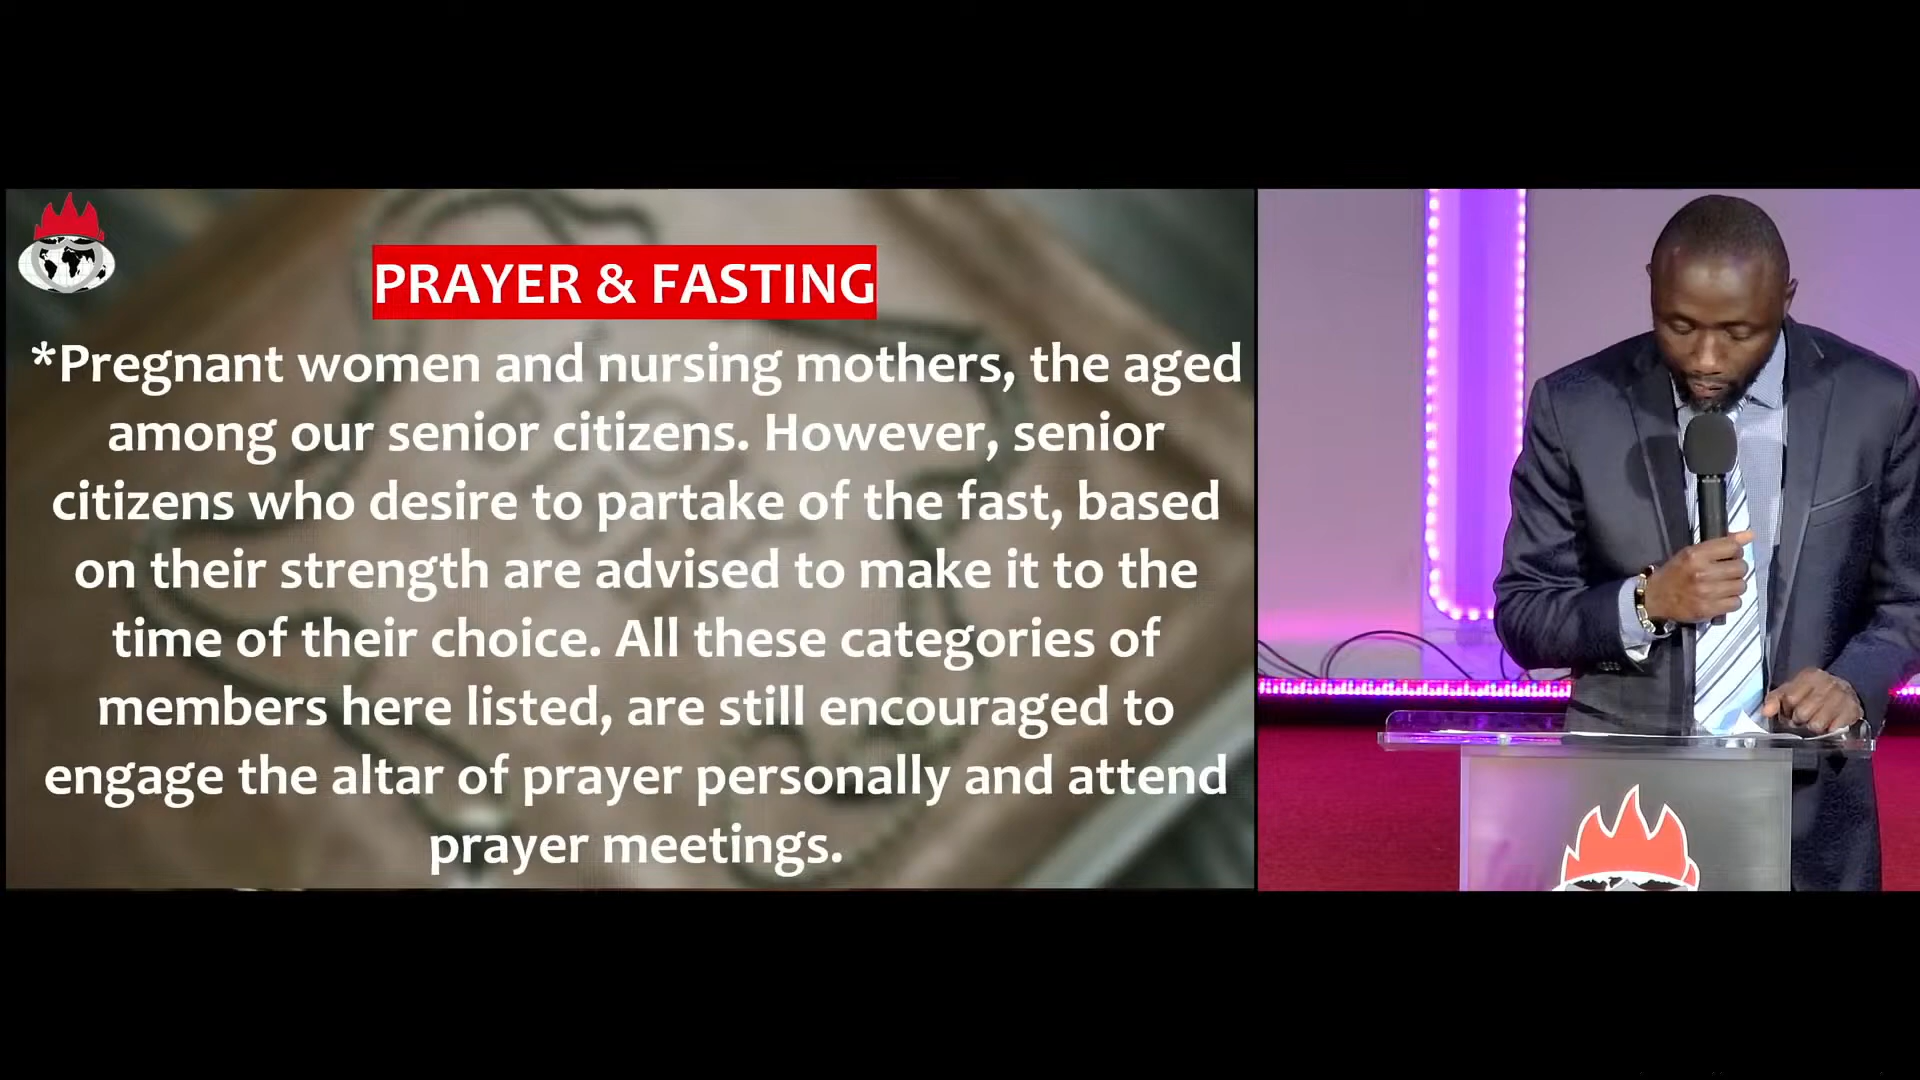 PRAYER & FASTING
*Pregnant women and nursing mothers, the aged
among our senior citizens. However, senior
citizens who desire to partake of the fast, based
on their strength are advised to make it to the
time of their choice. All these categories of
members here listed, are still encouraged to
engage the altar of prayer personally and attend
prayer meetings.